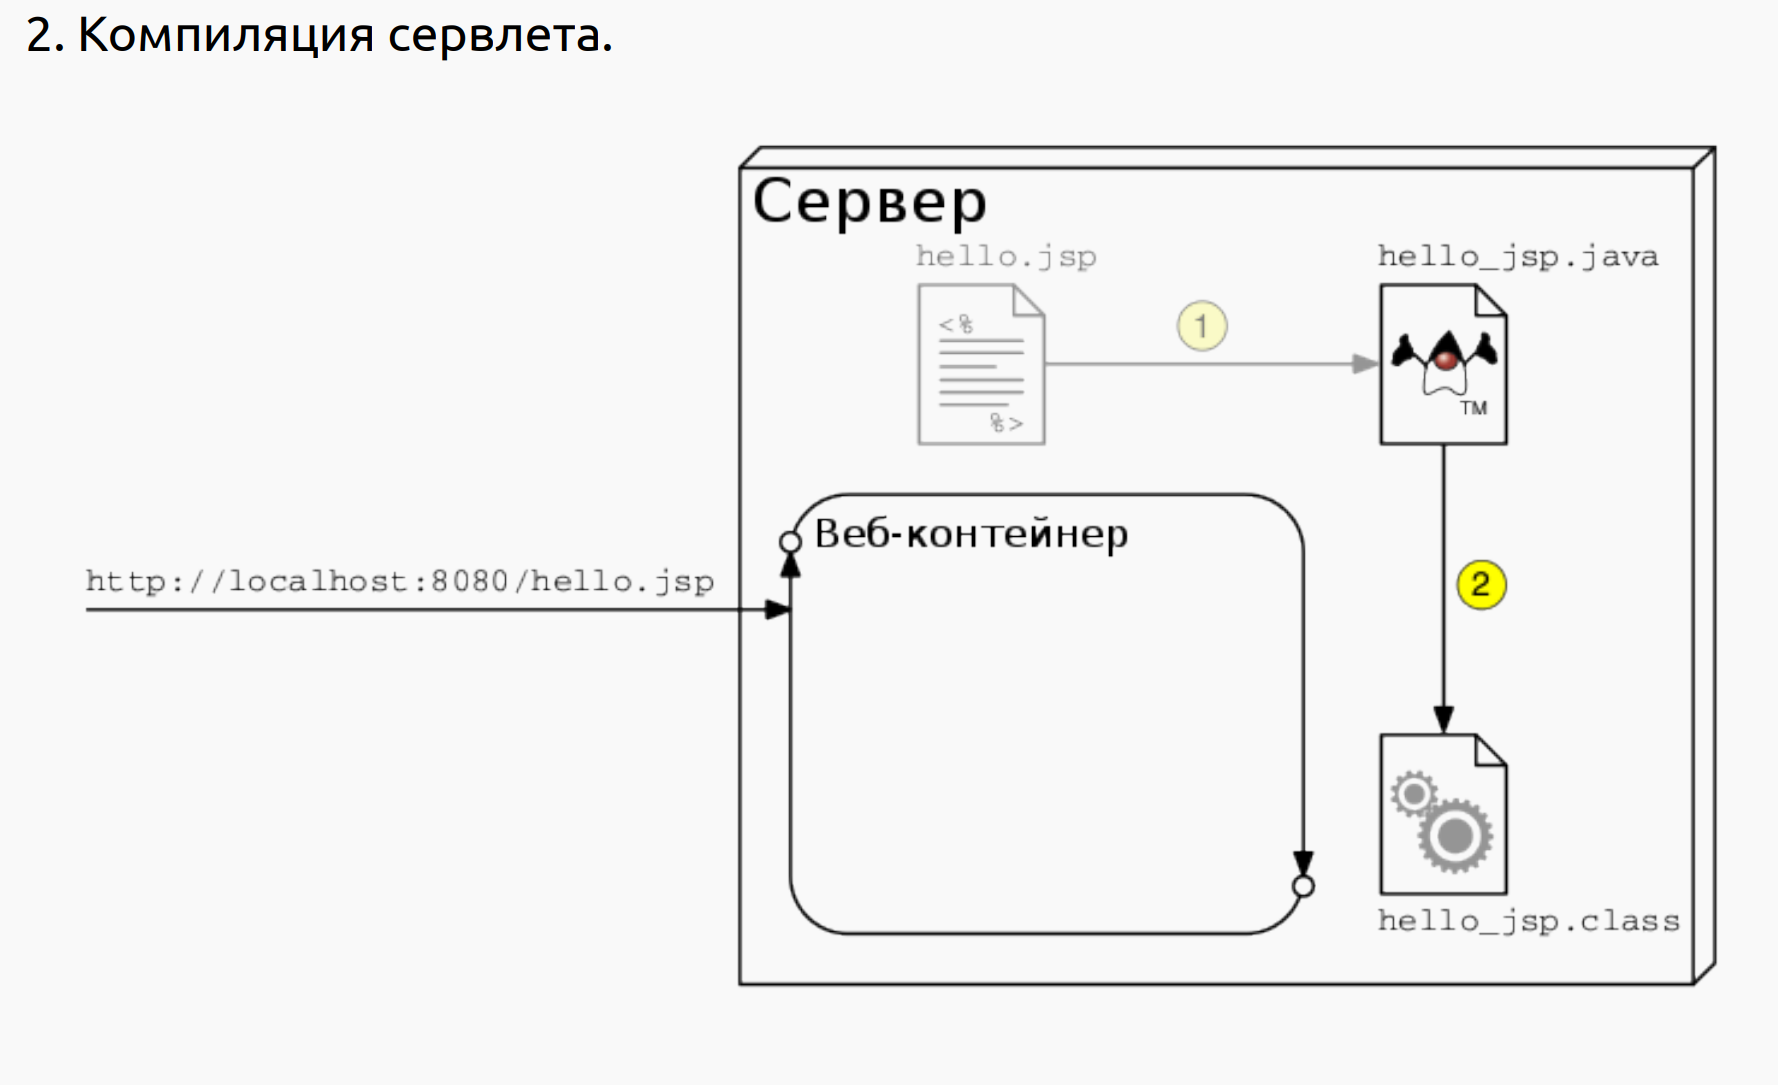 2. Компиляция сервлета.
Сервер
hello.jsp
hello_jsp.java
<%
1
%>
TM
Веб-контейнер
http://localhost:8080/hello.jsp
2
hello_jsp.class